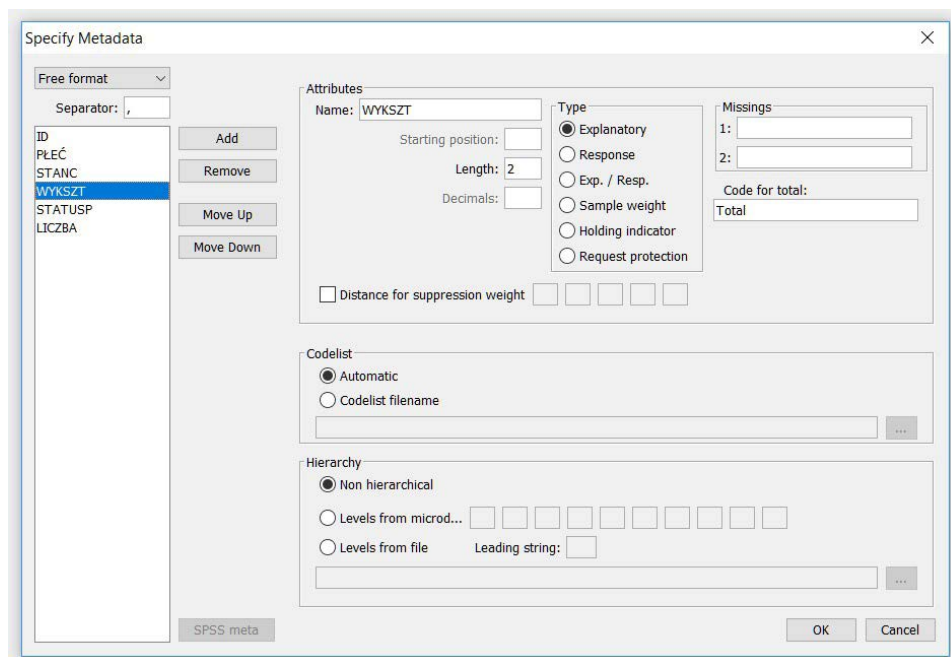 Specify Metadata
Free format
Separator: ,
ID
PŁEĆ
STANC
WYKSZT
STATUSP
LICZBA
Add
Remove
Move Up
Move Down
SPSS meta
Attributes
Name: WYKSZT
Starting position:
Length: 2
Decimals:
Type
Explanatory
Response
Exp. / Resp.
Sample weight
Holding indicator
Request protection
Missings
1:
2:
Code for total:
Total
Distance for suppression weight
Codelist
Automatic
Codelist filename
...
Hierarchy
Non hierarchical
Levels from microd...
Levels from file Leading string:
...
OK Cancel